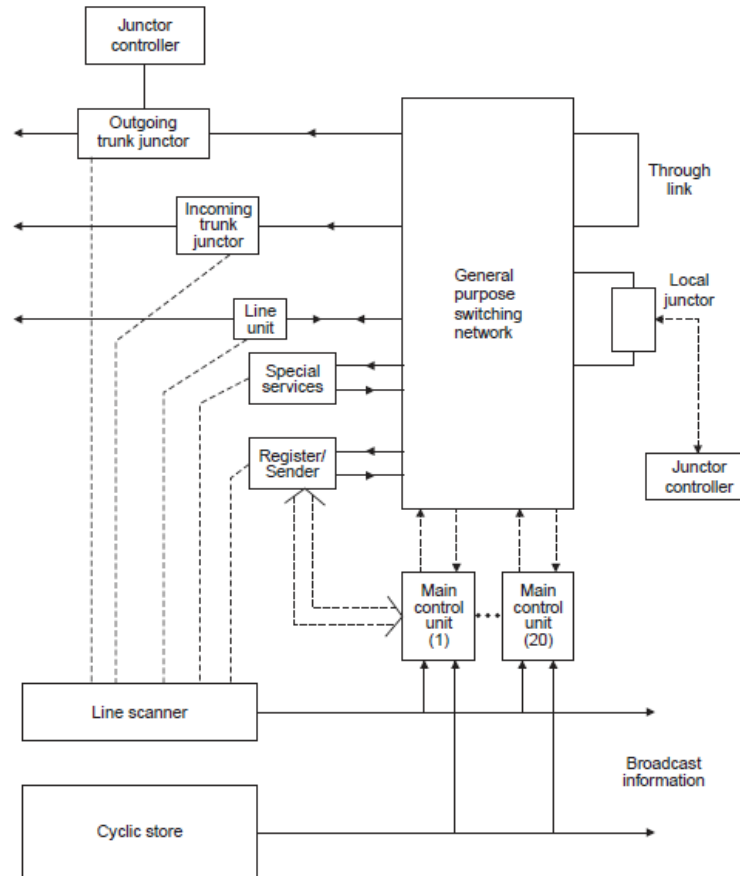 Junctor
controller
Outgoing
trunk junctor
Incoming
trunk
junctor
Line
unit
Special
services
Register/
Sender
General
purpose
switching
network
Through
link
Local
junctor
Junctor
controller
Main
control
unit
(1)
Main
control
unit
(20)
Line scanner
Broadcast
information
Cyclic store